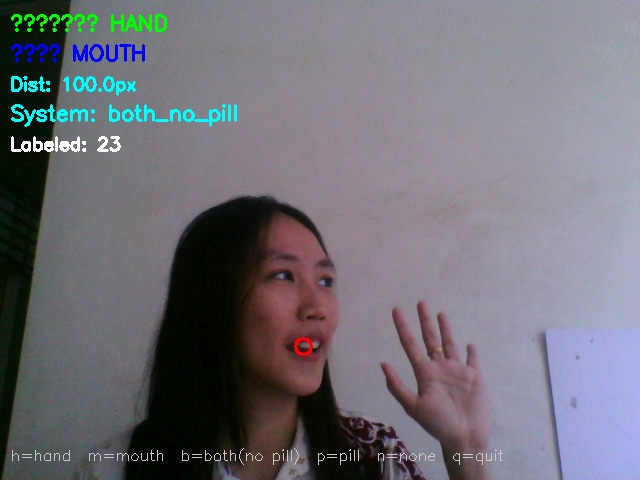 ??????? HAND
???? MOUTH
Dist: 100.0px
System: both_no_pill
Labeled: 23
h=hand m=mouth b=both(no pill) p=pill n=none q=quit